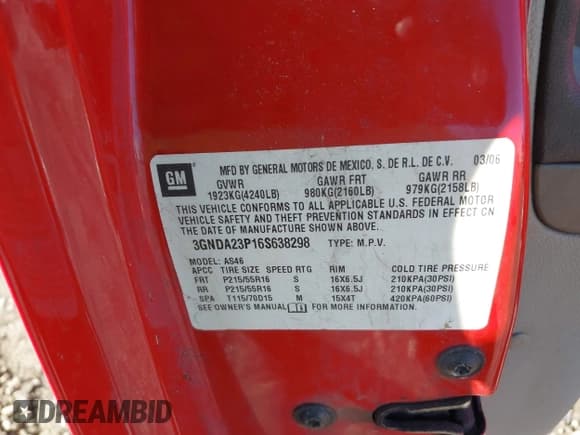 GM
MFD BY GENERAL MOTORS DE MEXICO, S. DE R.L. DE C.V. 03/06
GVWR GAWR FRT GAWR RR
1923KG(4240LB) 980KG(2160LB) 979KG(2158LB)
THIS VEHICLE CONFORMS TO ALL APPLICABLE U.S. FEDERAL MOTOR
VEHICLE SAFETY AND THEFT PREVENTION STANDARDS IN EFFECT ON
THE DATE OF MANUFACTURE SHOWN ABOVE.
3GNDA23P16S638298 TYPE: M.P.V.
MODEL: AS46
APCC TIRE SIZE SPEED RTG RIM COLD TIRE PRESSURE
FRT P215/55R16 S 16X6.5J 210KPA(30PSI)
RR P215/55R16 S 16X6.5J 210KPA(30PSI)
SPA T115/70D15 M 15X4T 420KPA(60PSI)
SEE OWNER'S MANUAL FOR MORE INFORMATION
DREAMBID